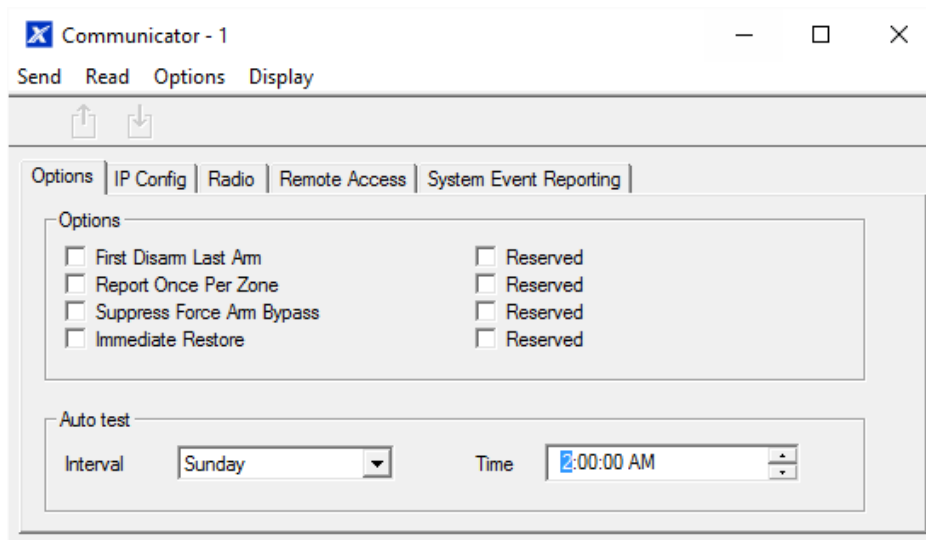 Communicator - 1
Send Read Options Display
Options IP Config Radio Remote Access System Event Reporting
Options
First Disarm Last Arm Reserved
Report Once Per Zone Reserved
Suppress Force Arm Bypass Reserved
Immediate Restore Reserved
Auto test
Interval Sunday Time 2:00:00 AM